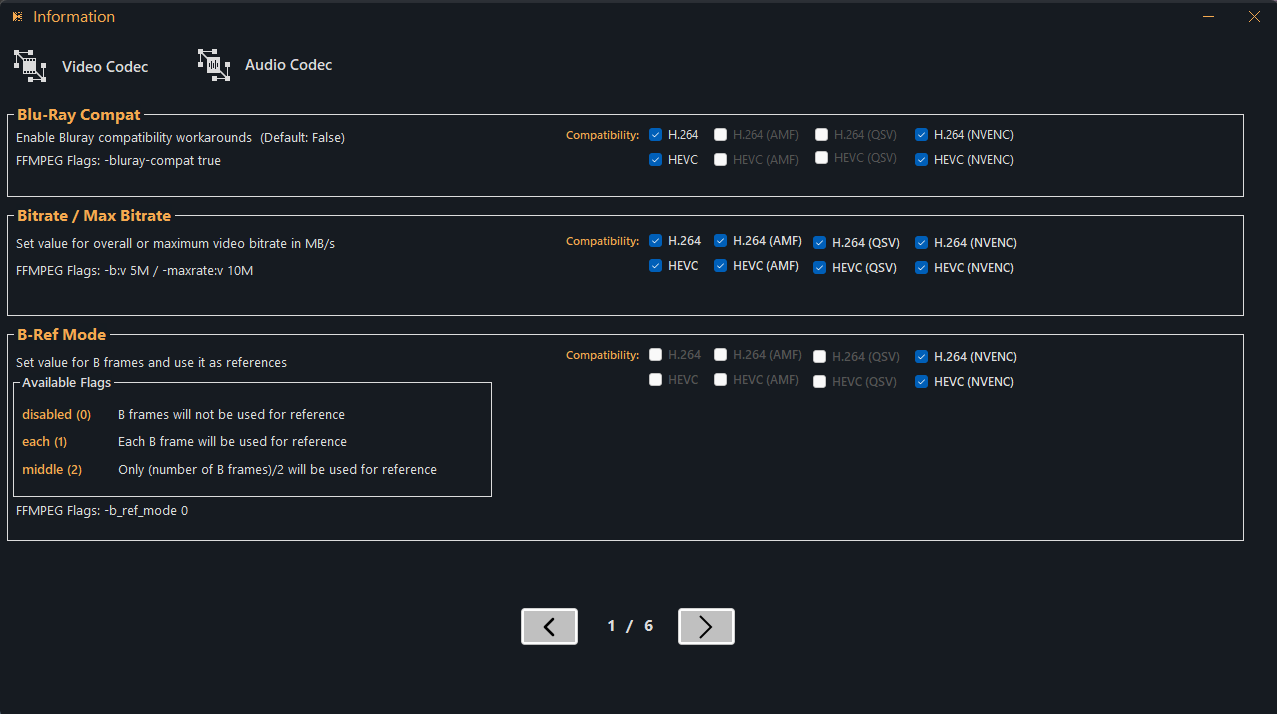 Information
Video Codec Audio Codec
Blu-Ray Compat
Enable Bluray compatibility workarounds (Default: False)
FFMPEG Flags: -bluray-compat true
Compatibility: H.264 H.264 (AMF) H.264 (QSV) H.264 (NVENC)
HEVC HEVC (AMF) HEVC (QSV) HEVC (NVENC)
Bitrate / Max Bitrate
Set value for overall or maximum video bitrate in MB/s
FFMPEG Flags: -b:v 5M / -maxrate:v 10M
Compatibility: H.264 H.264 (AMF) H.264 (QSV) H.264 (NVENC)
HEVC HEVC (AMF) HEVC (QSV) HEVC (NVENC)
B-Ref Mode
Set value for B frames and use it as references
Available Flags
disabled (0) B frames will not be used for reference
each (1) Each B frame will be used for reference
middle (2) Only (number of B frames)/2 will be used for reference
FFMPEG Flags: -b_ref_mode 0
Compatibility: H.264 H.264 (AMF) H.264 (QSV) H.264 (NVENC)
HEVC HEVC (AMF) HEVC (QSV) HEVC (NVENC)
1 / 6